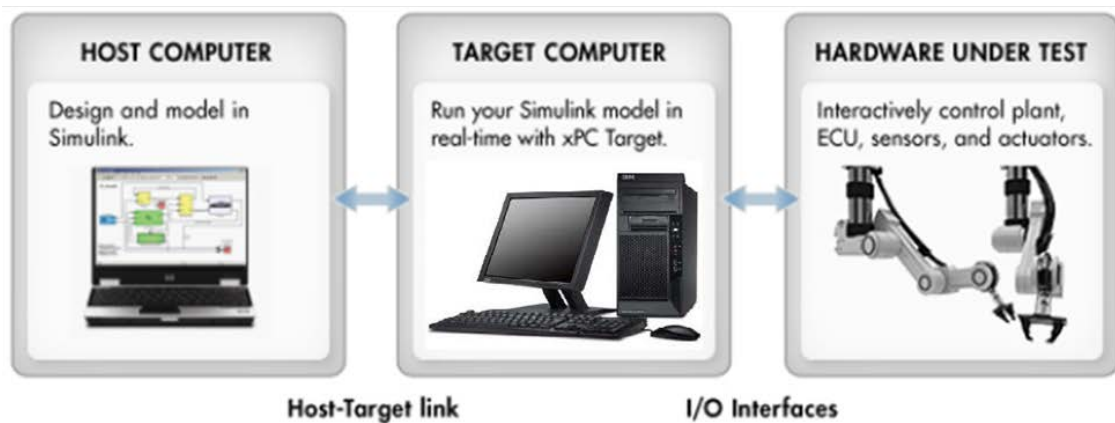 HOST COMPUTER
Design and model in
Simulink.
TARGET COMPUTER
Run your Simulink model in
real-time with xPC Target.
IBM
HARDWARE UNDER TEST
Interactively control plant,
ECU, sensors, and actuators.
Host-Target link
I/O Interfaces